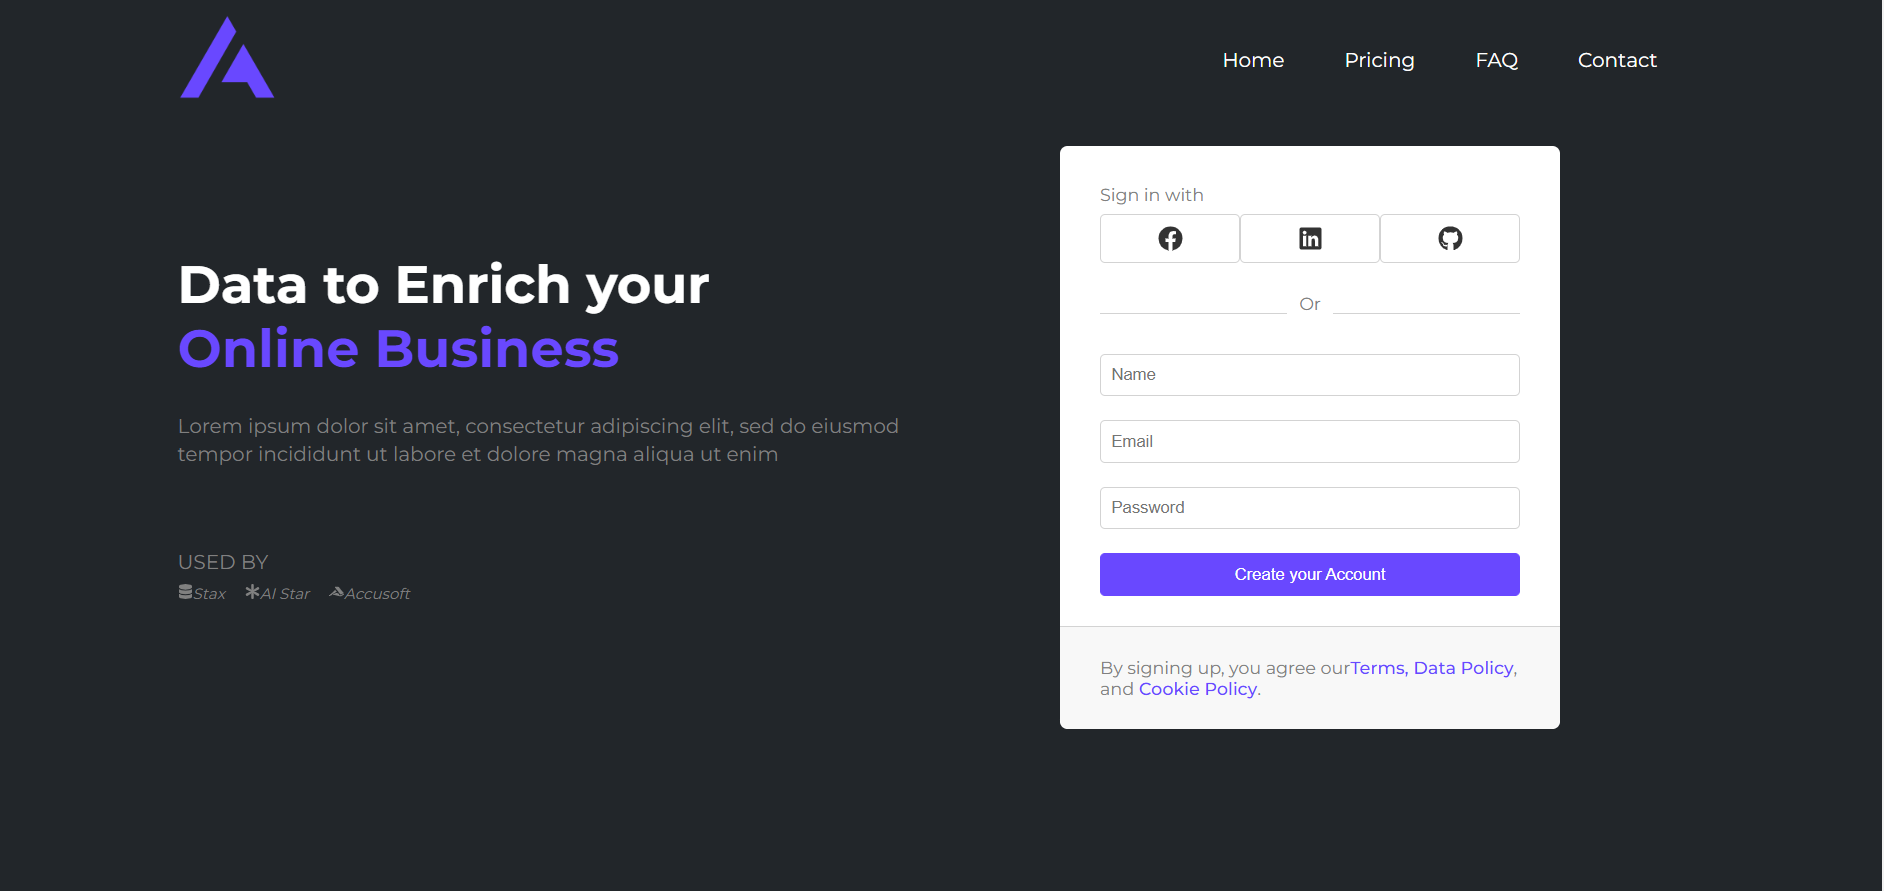 Home Pricing FAQ Contact
Data to Enrich your
Online Business
Lorem ipsum dolor sit amet, consectetur adipiscing elit, sed do eiusmod
tempor incididunt ut labore et dolore magna aliqua ut enim
USED BY
Stax AI Star Accusoft
Sign in with
Or
Name
Email
Password
Create your Account
By signing up, you agree ourTerms, Data Policy,
and Cookie Policy.